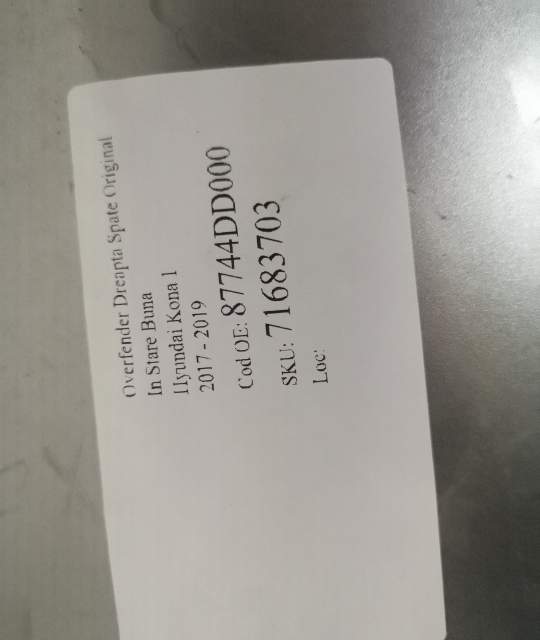 Overfender Dreapta Spate Original
In Stare Buna
Hyundai Kona 1
2017 - 2019
Cod OE: 87744DD000
SKU: 71683703
Loc: